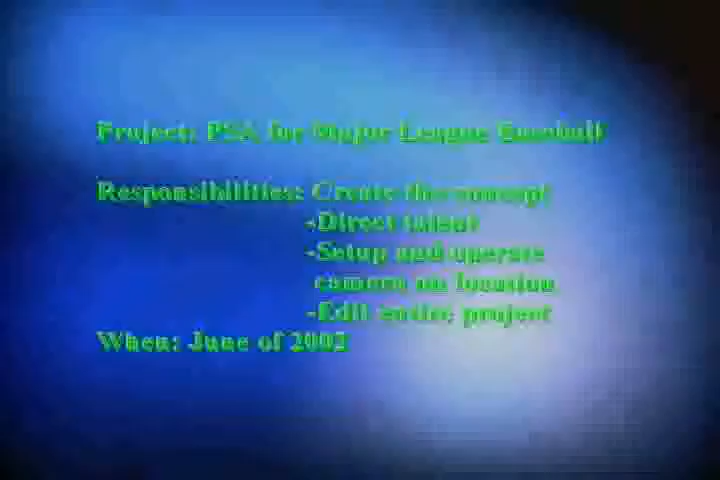 Project: PSA for Major League Baseball
Responsibilities: Create the concept
-Direct talent
-Setup and operate
camera on location
-Edit entire project
When: June of 2002